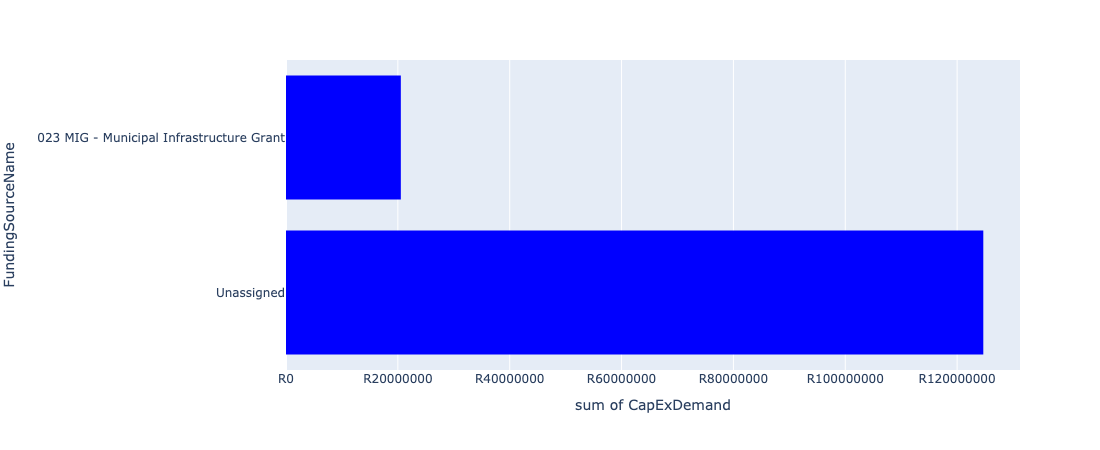 FundingSourceName
023 MIG - Municipal Infrastructure Grant
Unassigned
R0 R20000000 R40000000 R60000000 R80000000 R100000000 R120000000
sum of CapExDemand